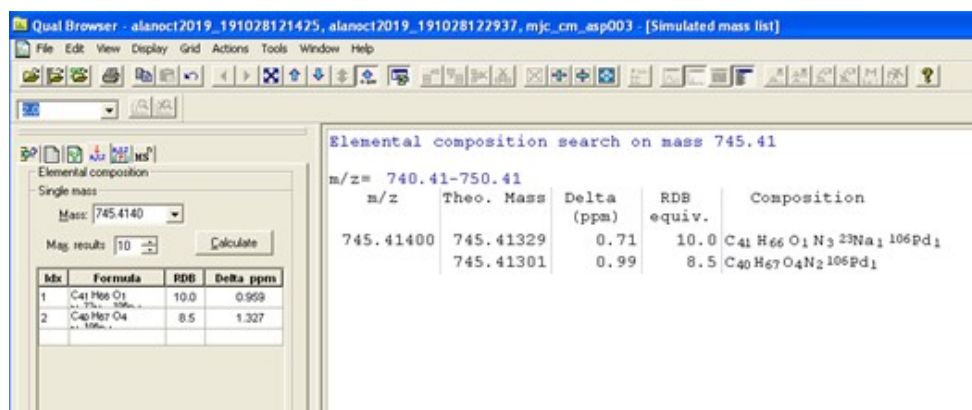 Qual Browser - alanoct2019_191028121425, alanoct2019_191028122937, mjc_cm_asp003 - [Simulated mass list]
File Edit View Display Grid Actions Tools Window Help
2.0
Elemental composition
Single mass
Mass: 745.4140
Max. results 10 Calculate
Idx Formula RDB Delta ppm
1 C41 H66 O1 10.0 0.959
2 C40 H67 O4 8.5 1.327
Elemental composition search on mass 745.41
m/z= 740.41-750.41
m/z Theo. Mass Delta RDB Composition
(ppm) equiv.
745.41400 745.41329 0.71 10.0 C41 H66 O1 N3 23Na1 106Pd1
745.41301 0.99 8.5 C40 H67 O4 N2 106Pd1